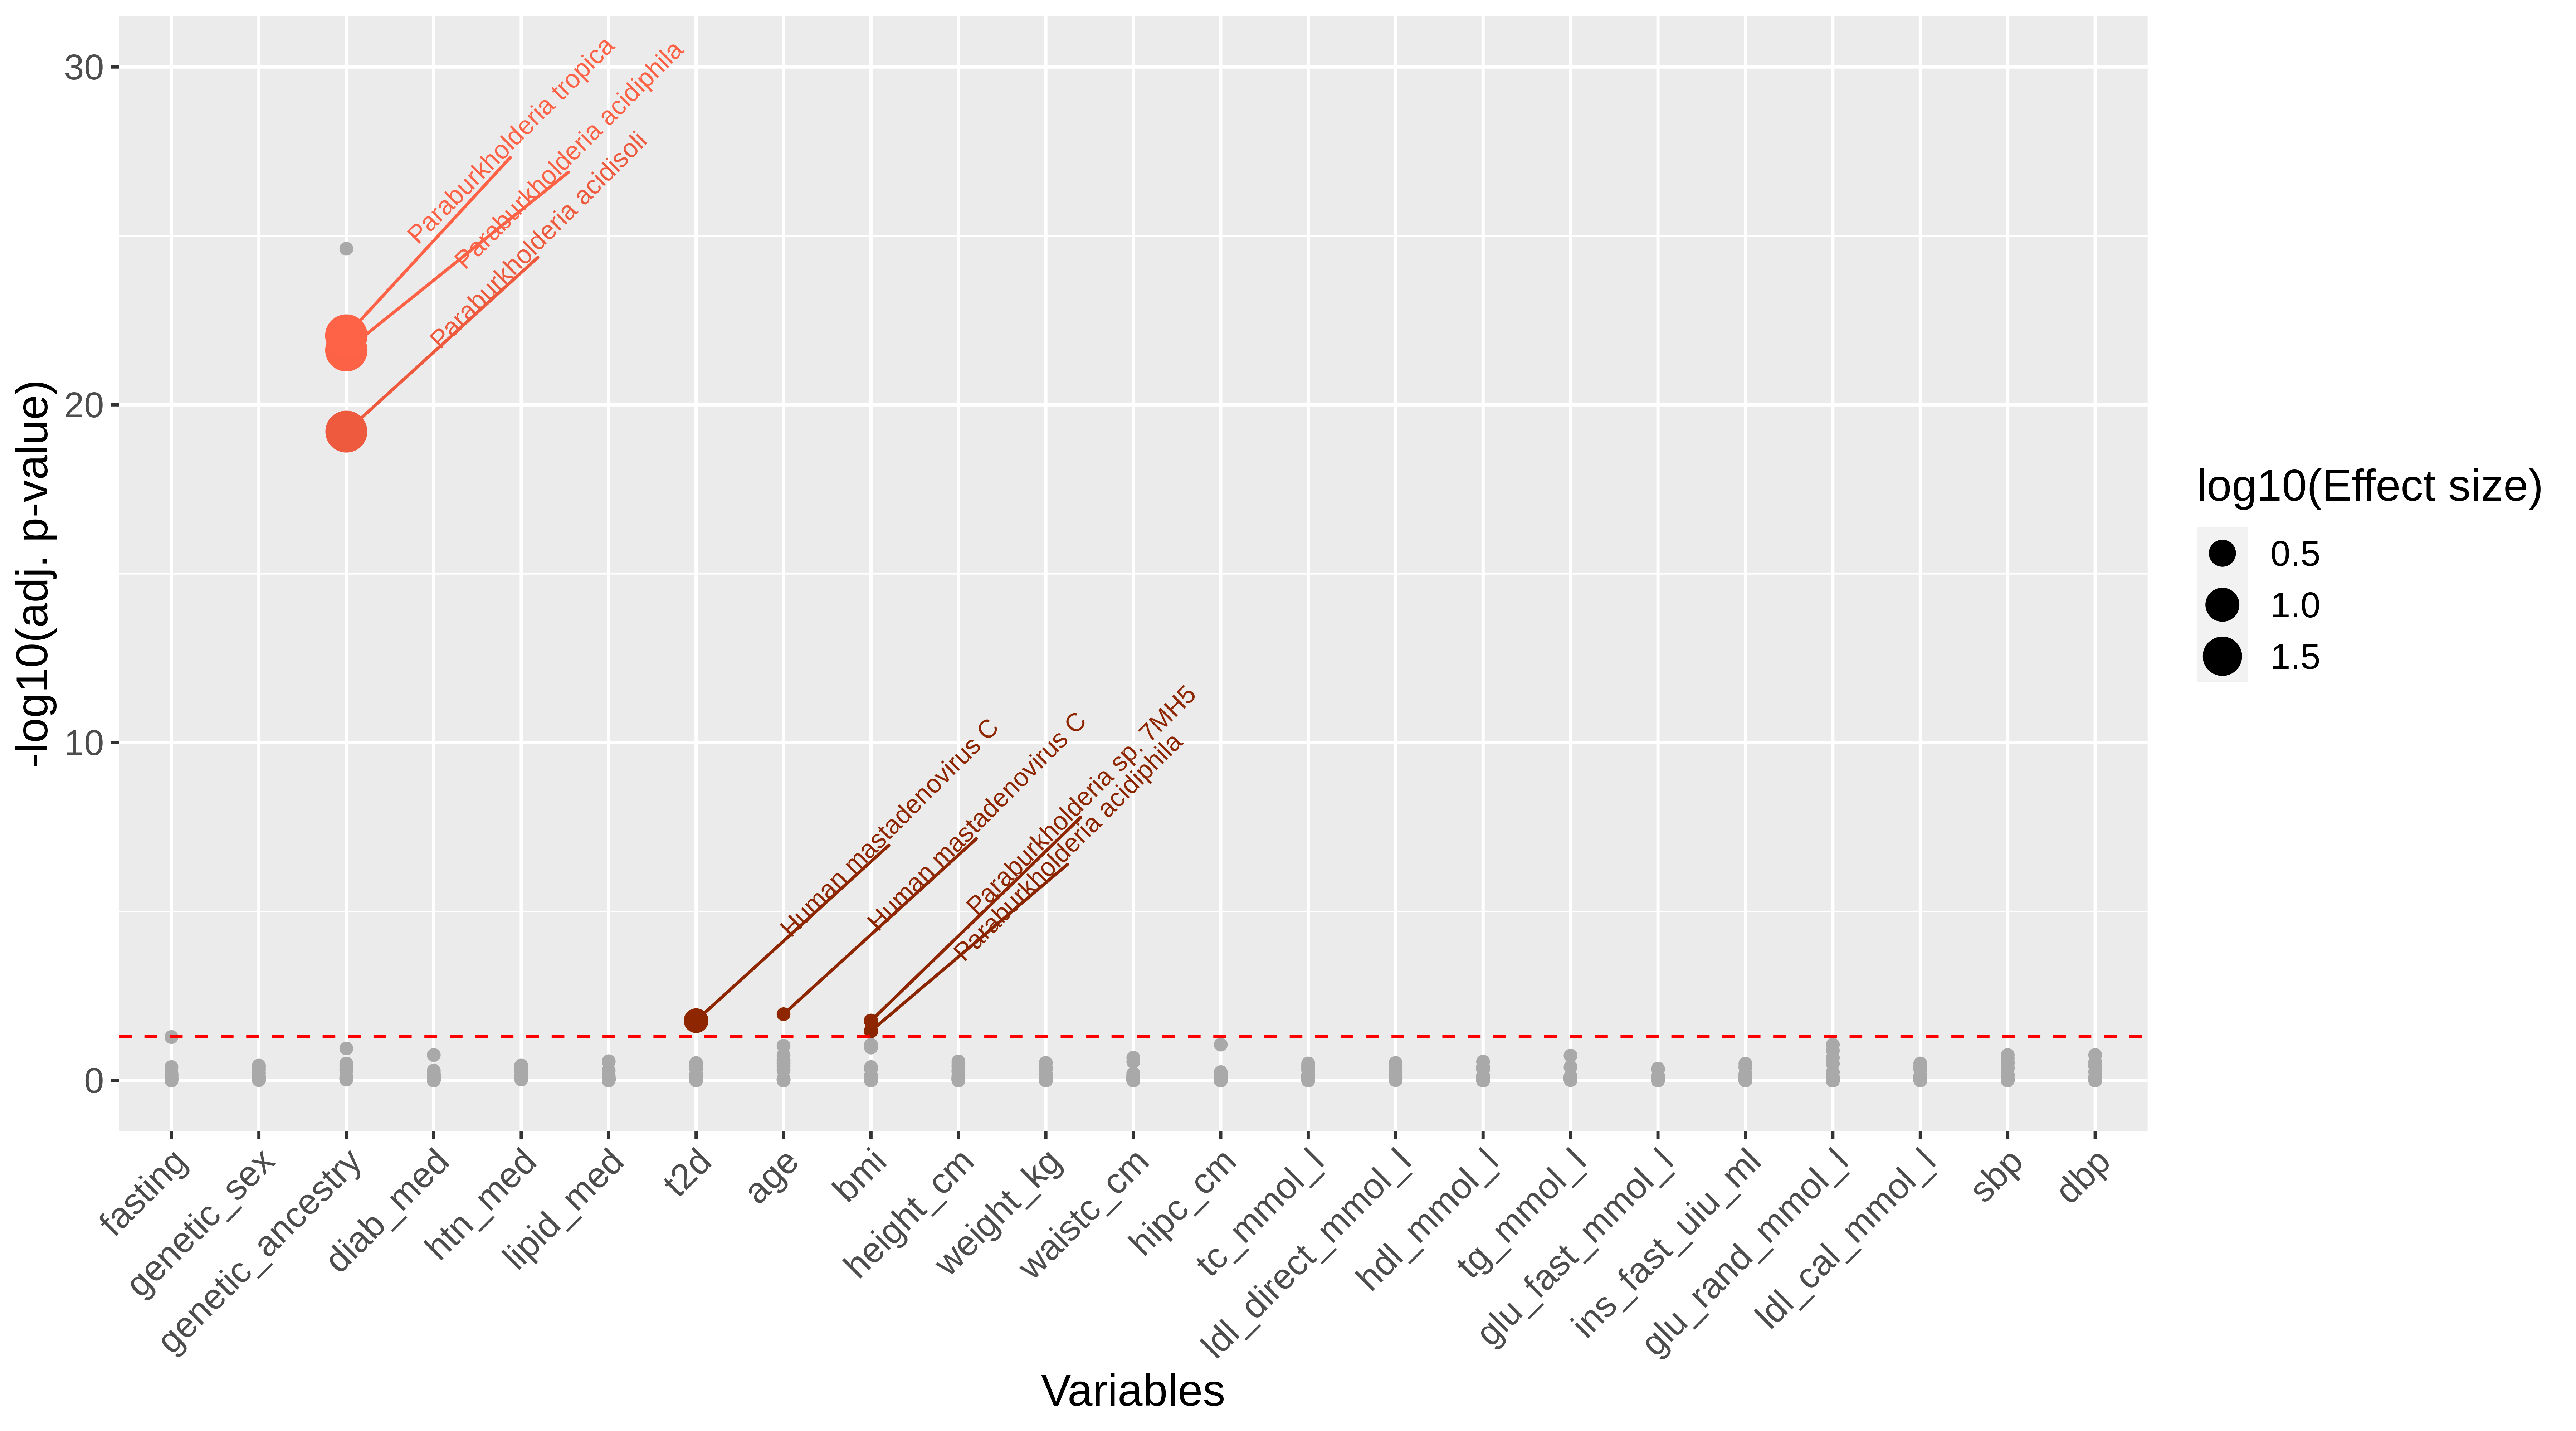 30
20
10
0
-log10(adj. p-value)
Paraburkholderia tropica
Paraburkholderia acidiphila
Paraburkholderia acidisoli
Human mastadenovirus C
Human mastadenovirus C
Paraburkholderia sp. 7MH5
Paraburkholderia acidiphila
fasting
genetic_sex
genetic_ancestry
diab_med
htn_med
lipid_med
t2d
age
bmi
height_cm
weight_kg
waistc_cm
hipc_cm
tc_mmol_l
ldl_direct_mmol_l
hdl_mmol_l
tg_mmol_l
glu_fast_mmol_l
ins_fast_uiu_ml
glu_rand_mmol_l
ldl_cal_mmol_l
sbp
dbp
Variables
log10(Effect size)
0.5
1.0
1.5